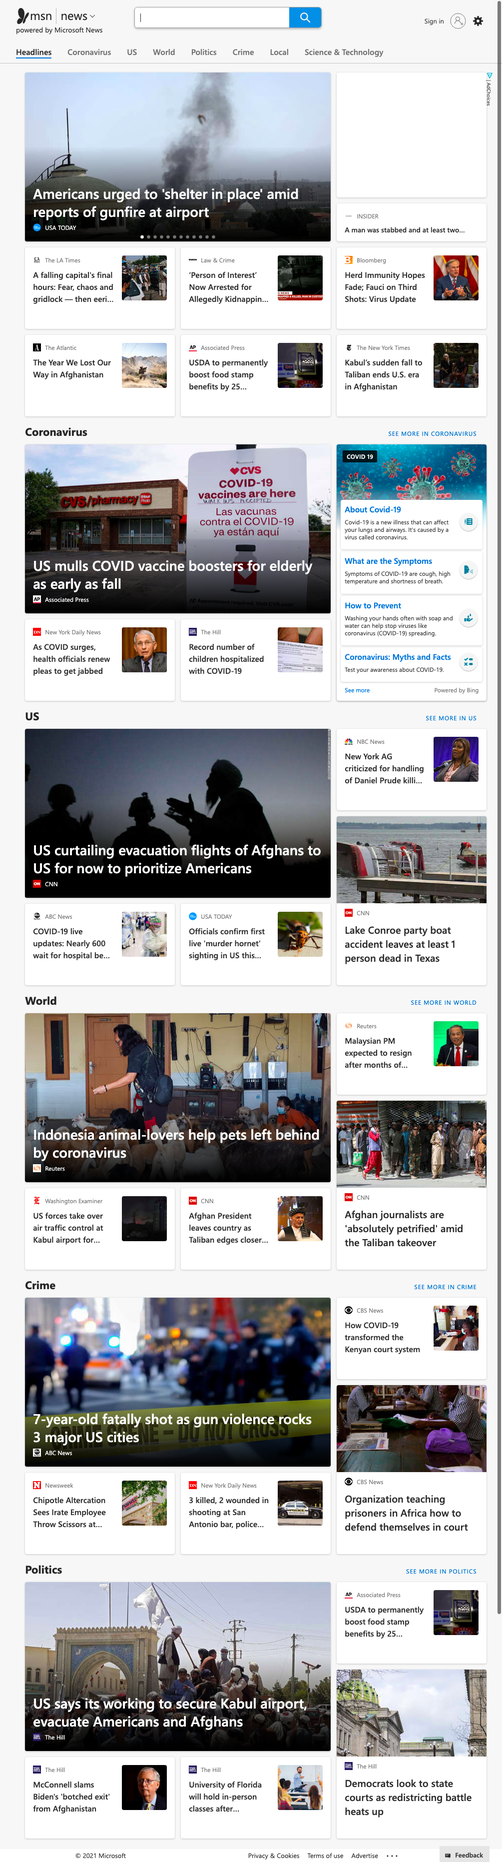 msn news
powered by Microsoft News
Sign in
Headlines Coronavirus US World Politics Crime Local Science & Technology
AdChoices
Americans urged to 'shelter in place' amid
reports of gunfire at airport
USA TODAY
INSIDER
A man was stabbed and at least two...
The LA Times
A falling capital's final
hours: Fear, chaos and
gridlock — then eeri...
Law & Crime
'Person of Interest'
Now Arrested for
Allegedly Kidnappin...
Bloomberg
Herd Immunity Hopes
Fade; Fauci on Third
Shots: Virus Update
The Atlantic
The Year We Lost Our
Way in Afghanistan
AP Associated Press
USDA to permanently
boost food stamp
benefits by 25...
The New York Times
Kabul's sudden fall to
Taliban ends U.S. era
in Afghanistan
Coronavirus
SEE MORE IN CORONAVIRUS
CVS/pharmacy
CVS
COVID-19
vaccines are here
Las vacunas
contra el COVID-19
ya están aquí
US mulls COVID vaccine boosters for elderly
as early as fall
AP Associated Press
COVID 19
About Covid-19
Covid-19 is a new illness that can affect
your lungs and airways. It's caused by a
virus called coronavirus.
What are the Symptoms
Symptoms of COVID-19 are cough, high
temperature and shortness of breath.
How to Prevent
Washing your hands often with soap and
water can help stop viruses like
coronavirus (COVID-19) spreading.
Coronavirus: Myths and Facts
Test your awareness about COVID-19.
See more
Powered by Bing
New York Daily News
As COVID surges,
health officials renew
pleas to get jabbed
The Hill
Record number of
children hospitalized
with COVID-19
US
SEE MORE IN US
US curtailing evacuation flights of Afghans to
US for now to prioritize Americans
CNN
NBC News
New York AG
criticized for handling
of Daniel Prude killi...
CNN
Lake Conroe party boat
accident leaves at least 1
person dead in Texas
ABC News
COVID-19 live
updates: Nearly 600
wait for hospital be...
USA TODAY
Officials confirm first
live 'murder hornet'
sighting in US this...
World
SEE MORE IN WORLD
Indonesia animal-lovers help pets left behind
by coronavirus
Reuters
Reuters
Malaysian PM
expected to resign
after months of...
CNN
Afghan journalists are
'absolutely petrified' amid
the Taliban takeover
Washington Examiner
US forces take over
air traffic control at
Kabul airport for...
CNN
Afghan President
leaves country as
Taliban edges closer...
Crime
SEE MORE IN CRIME
7-year-old fatally shot as gun violence rocks
3 major US cities
ABC News
CBS News
How COVID-19
transformed the
Kenyan court system
CBS News
Organization teaching
prisoners in Africa how to
defend themselves in court
Newsweek
Chipotle Altercation
Sees Irate Employee
Throw Scissors at...
New York Daily News
3 killed, 2 wounded in
shooting at San
Antonio bar, police...
Politics
SEE MORE IN POLITICS
US says its working to secure Kabul airport,
evacuate Americans and Afghans
The Hill
AP Associated Press
USDA to permanently
boost food stamp
benefits by 25...
The Hill
Democrats look to state
courts as redistricting battle
heats up
The Hill
McConnell slams
Biden's 'botched exit'
from Afghanistan
The Hill
University of Florida
will hold in-person
classes after...
© 2021 Microsoft
Privacy & Cookies Terms of use Advertise
Feedback